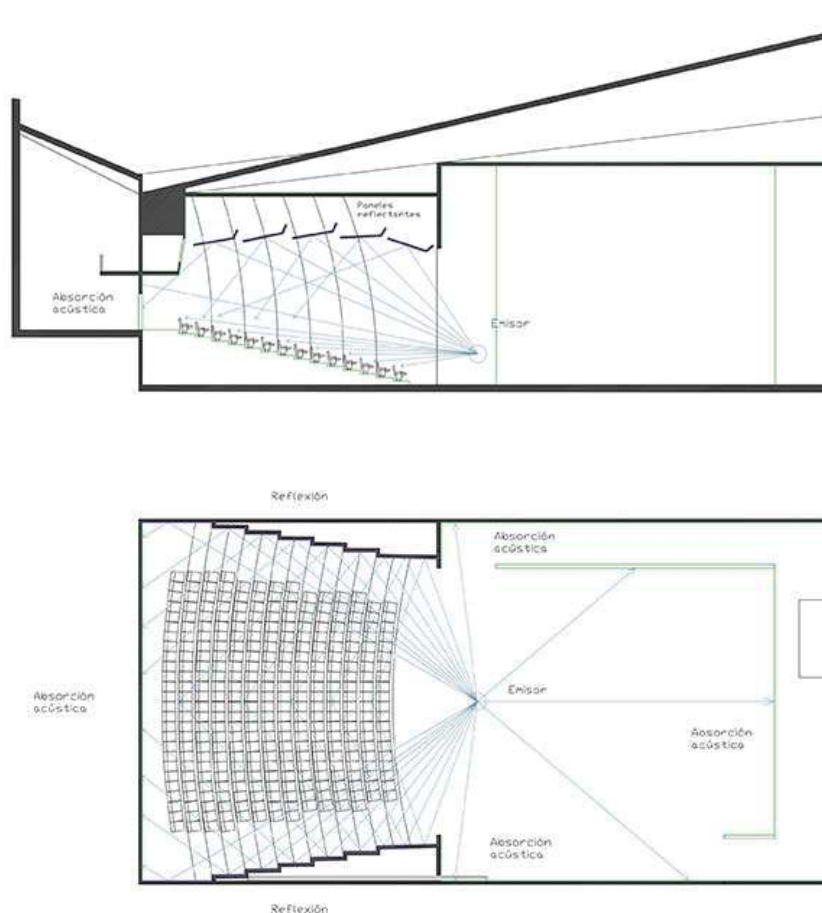 Paneles
reflectantes
Absorción
acústica
Emisor
Reflexión
Absorción
acústica
Emisor
Absorción
acústica
Absorción
acústica
Absorción
acústica
Reflexión